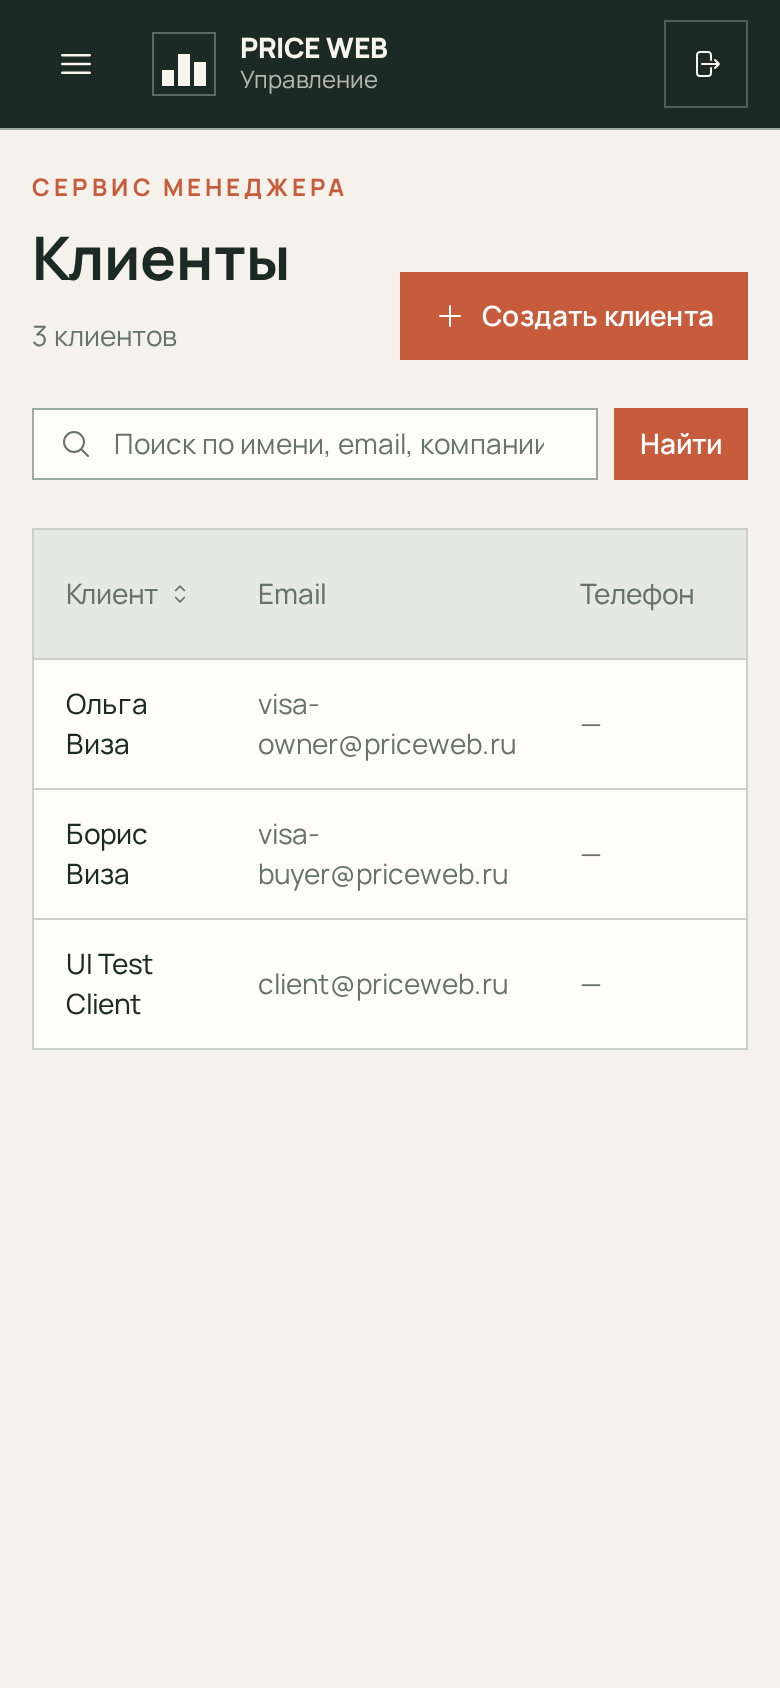 PRICE WEB
Управление
СЕРВИС МЕНЕДЖЕРА
Клиенты
3 клиентов
Создать клиента
Поиск по имени, email, компании
Найти
Клиент Email Телефон
Ольга
Виза
visa-
owner@priceweb.ru
—
Борис
Виза
visa-
buyer@priceweb.ru
—
UI Test
Client
client@priceweb.ru
—